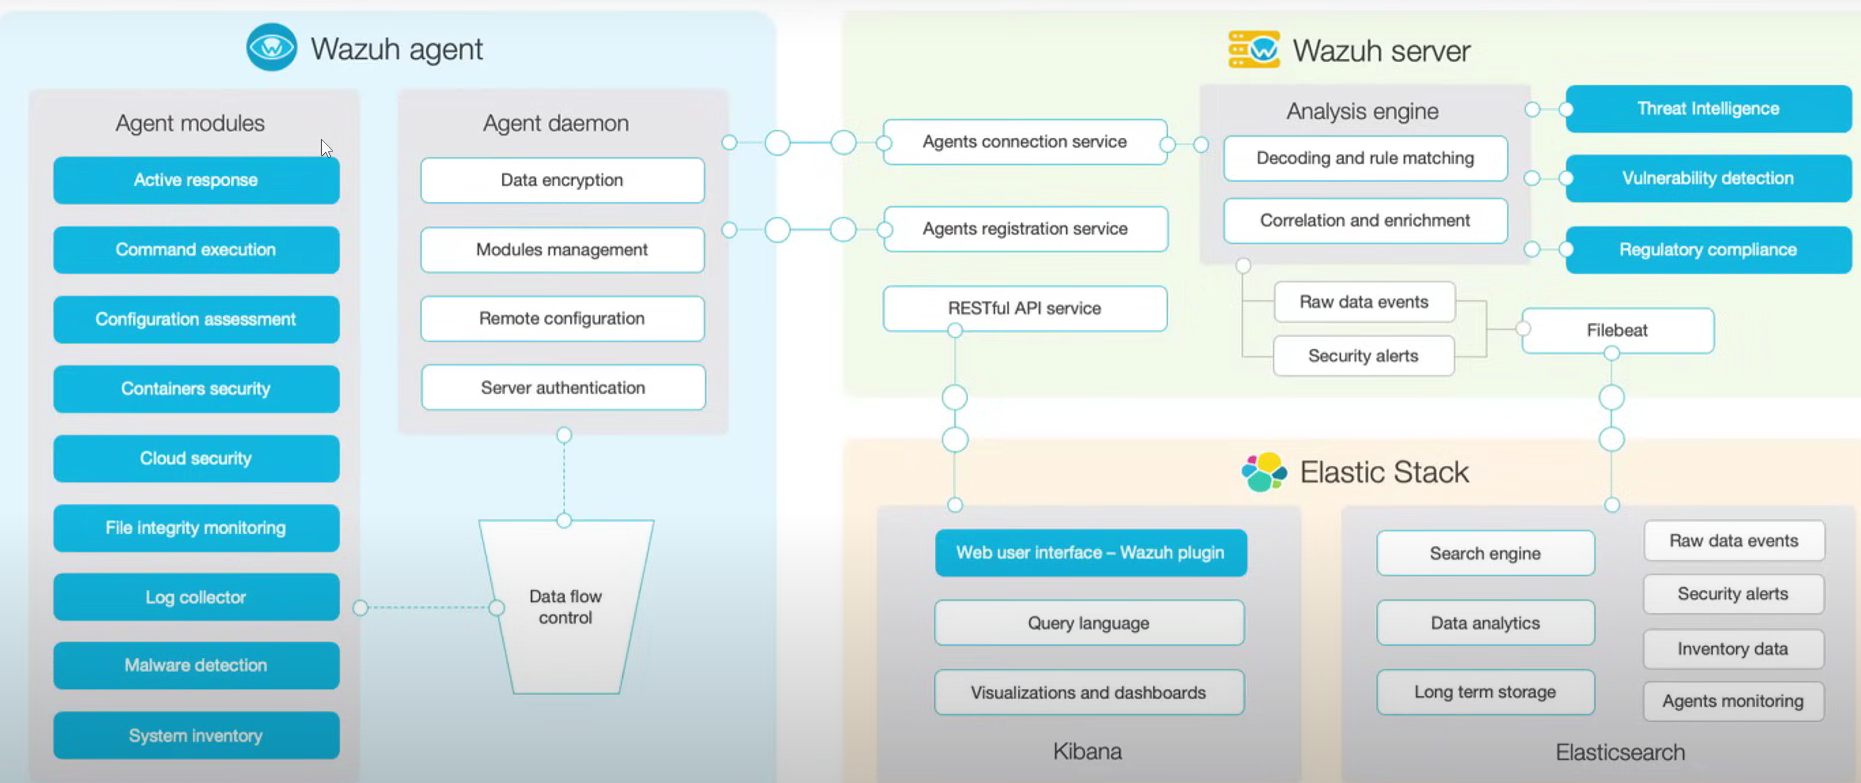 Wazuh agent
Agent modules
Active response
Command execution
Configuration assessment
Containers security
Cloud security
File integrity monitoring
Log collector
Malware detection
System inventory
Agent daemon
Data encryption
Modules management
Remote configuration
Server authentication
Data flow
control
Wazuh server
Agents connection service
Agents registration service
RESTful API service
Analysis engine
Decoding and rule matching
Correlation and enrichment
Raw data events
Security alerts
Filebeat
Threat Intelligence
Vulnerability detection
Regulatory compliance
Elastic Stack
Web user interface – Wazuh plugin
Query language
Visualizations and dashboards
Kibana
Search engine
Data analytics
Long term storage
Raw data events
Security alerts
Inventory data
Agents monitoring
Elasticsearch